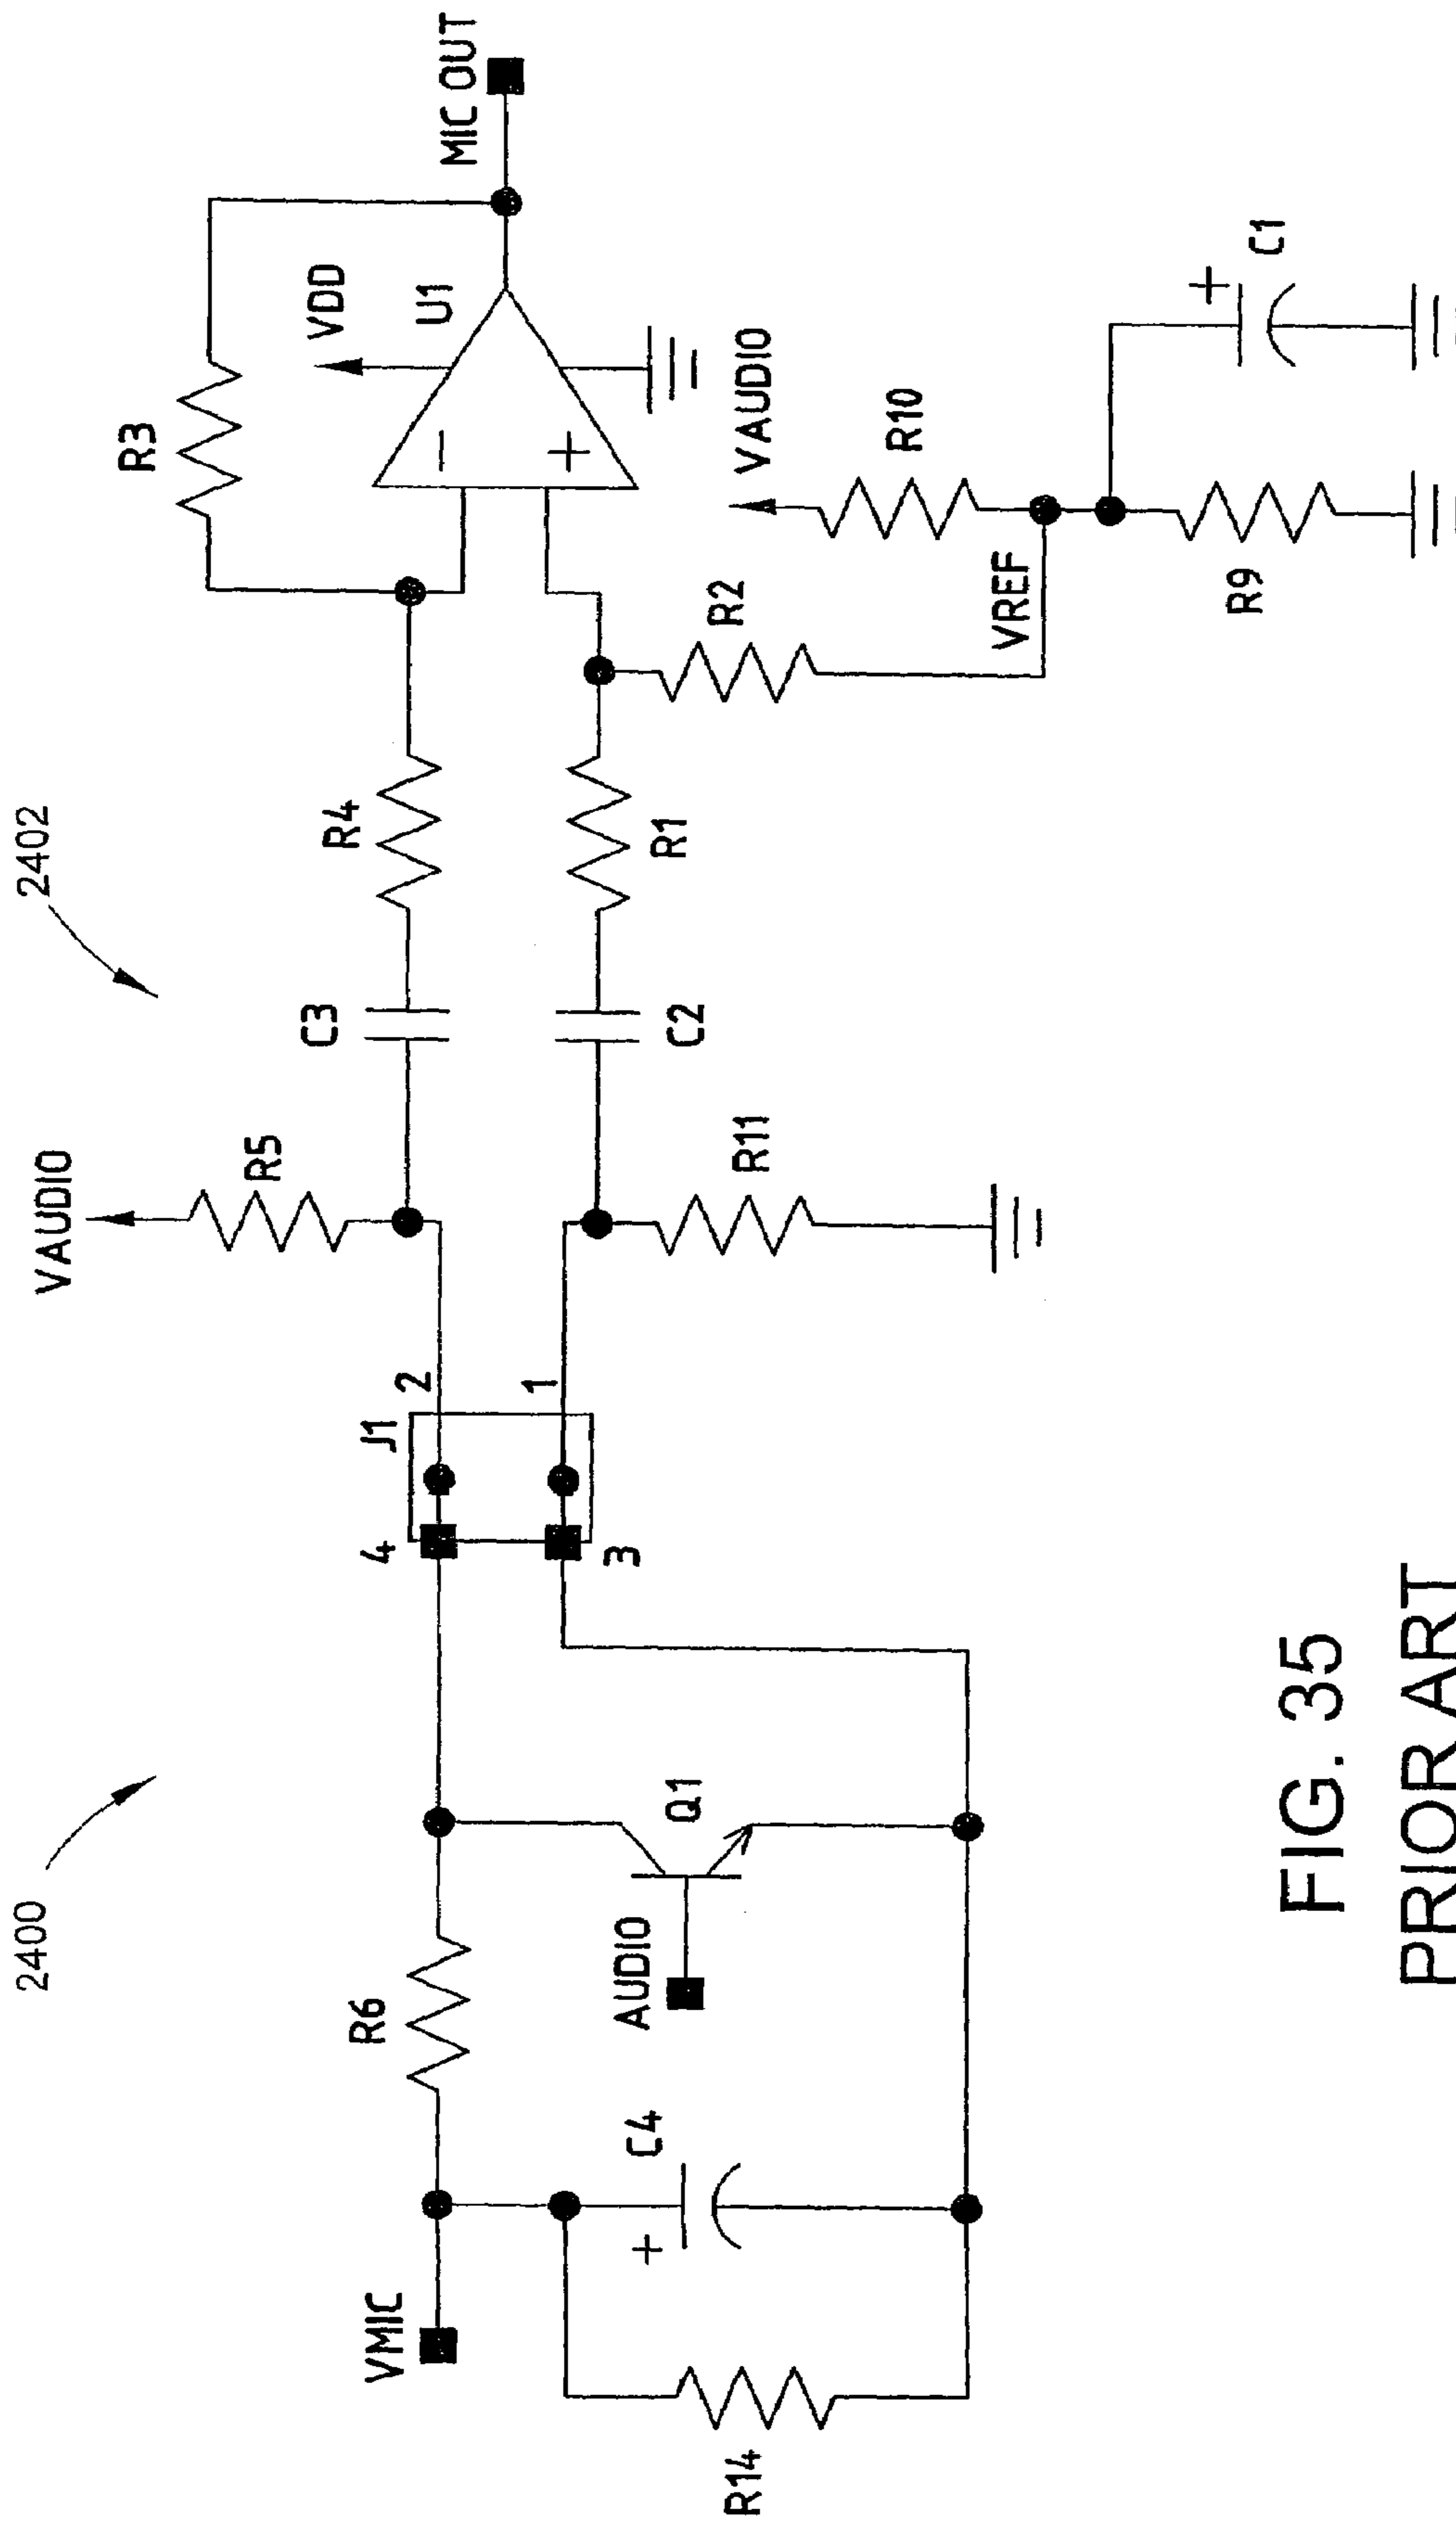 2400
2402
VAUDIO
R5
R3
VDD
MIC OUT
U1
C3
R4
J1
4
2
3
1
VMIC
R6
C2
R1
R2
R11
VAUDIO
R10
VREF
R9
C1
+
−
+
AUDIO
Q1
C4
+
R14
FIG. 35
PRIOR ART